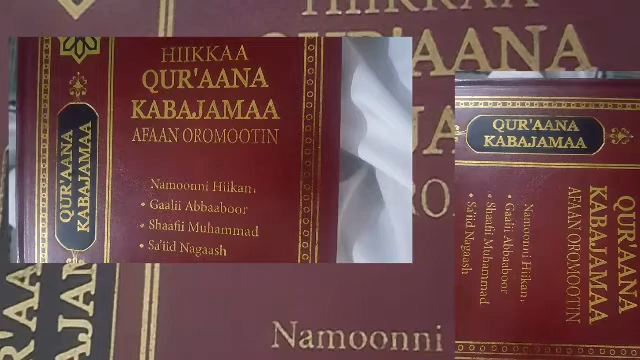 HIIKKAA
QUR'AANA
KABAJAMAA
AFAAN OROMOOTIN
Namoonni Hiikan:
• Gaalii Abbaaboor
• Shaafii Muhammad
• Sa'iid Nagaash
QUR'AANA
KABAJAMAA
QUR'AANA
KABAJAMAA
QUR'AANA
KABAJAMAA
AFAAN OROMOOTIN
Namoonni Hiikan:
• Gaalii Abbaaboor
• Shaafii Muhammad
• Sa'iid Nagaash
Namoonni